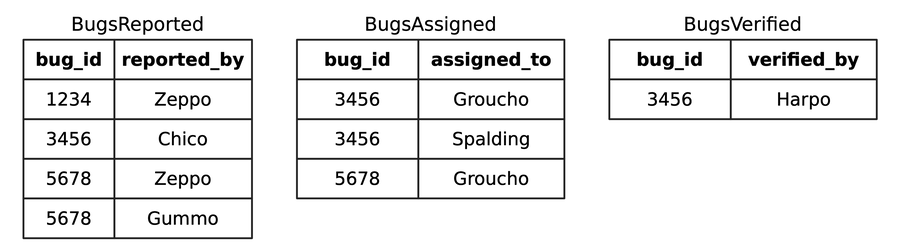 BugsReported
bug_id reported_by
1234 Zeppo
3456 Chico
5678 Zeppo
5678 Gummo
BugsAssigned
bug_id assigned_to
3456 Groucho
3456 Spalding
5678 Groucho
BugsVerified
bug_id verified_by
3456 Harpo